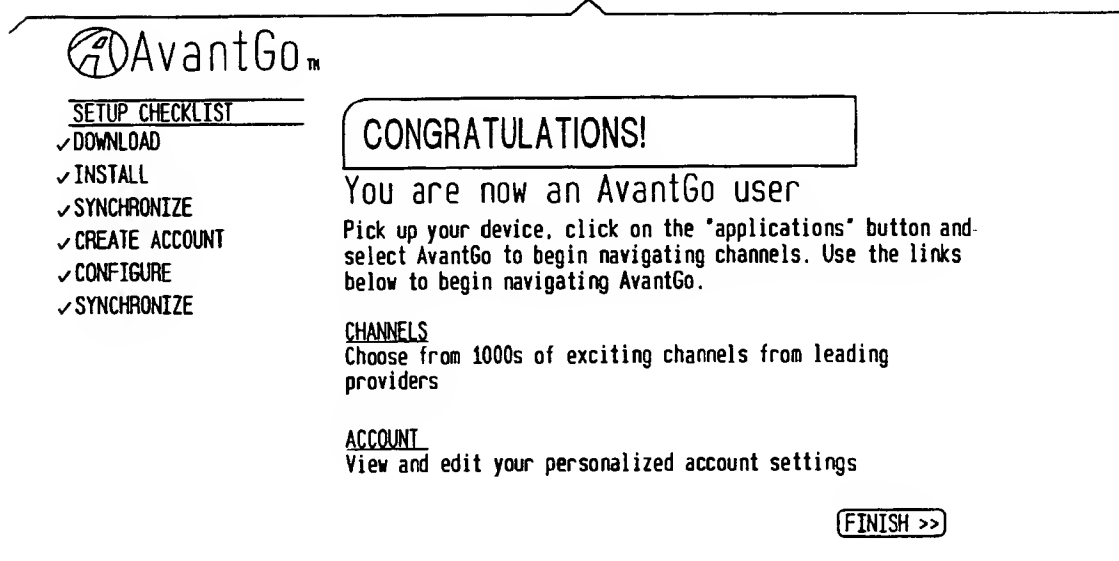 AvantGo™
SETUP CHECKLIST
✓DOWNLOAD
✓INSTALL
✓SYNCHRONIZE
✓CREATE ACCOUNT
✓CONFIGURE
✓SYNCHRONIZE
CONGRATULATIONS!
You are now an AvantGo user
Pick up your device, click on the "applications" button and
select AvantGo to begin navigating channels. Use the links
below to begin navigating AvantGo.
CHANNELS
Choose from 1000s of exciting channels from leading
providers
ACCOUNT
View and edit your personalized account settings
FINISH >>